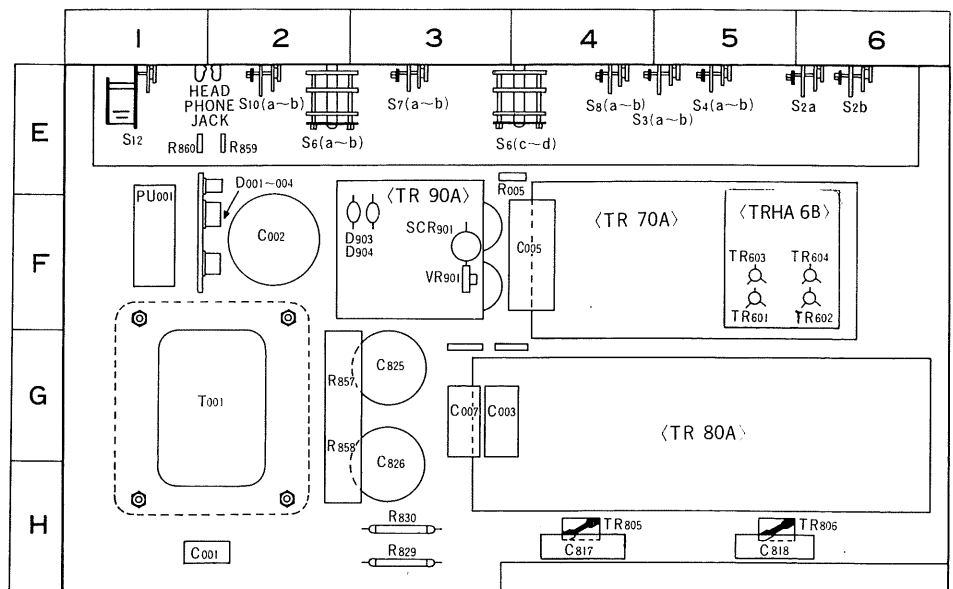 1 2 3 4 5 6
E
F
G
H
HEAD PHONE JACK
S10(a~b)
S12
R860
R859
S6(a~b)
S7(a~b)
S6(c~d)
S8(a~b)
S3(a~b)
S4(a~b)
S2a
S2b
PU001
D001~004
C002
〈TR 90A〉
D903
D904
SCR901
VR901
R005
C005
〈TR 70A〉
〈TRHA 6B〉
TR603
TR604
TR601
TR602
T001
R857
R858
C825
C826
C007
C003
〈TR 80A〉
R830
R829
C001
TR805
C817
TR806
C818